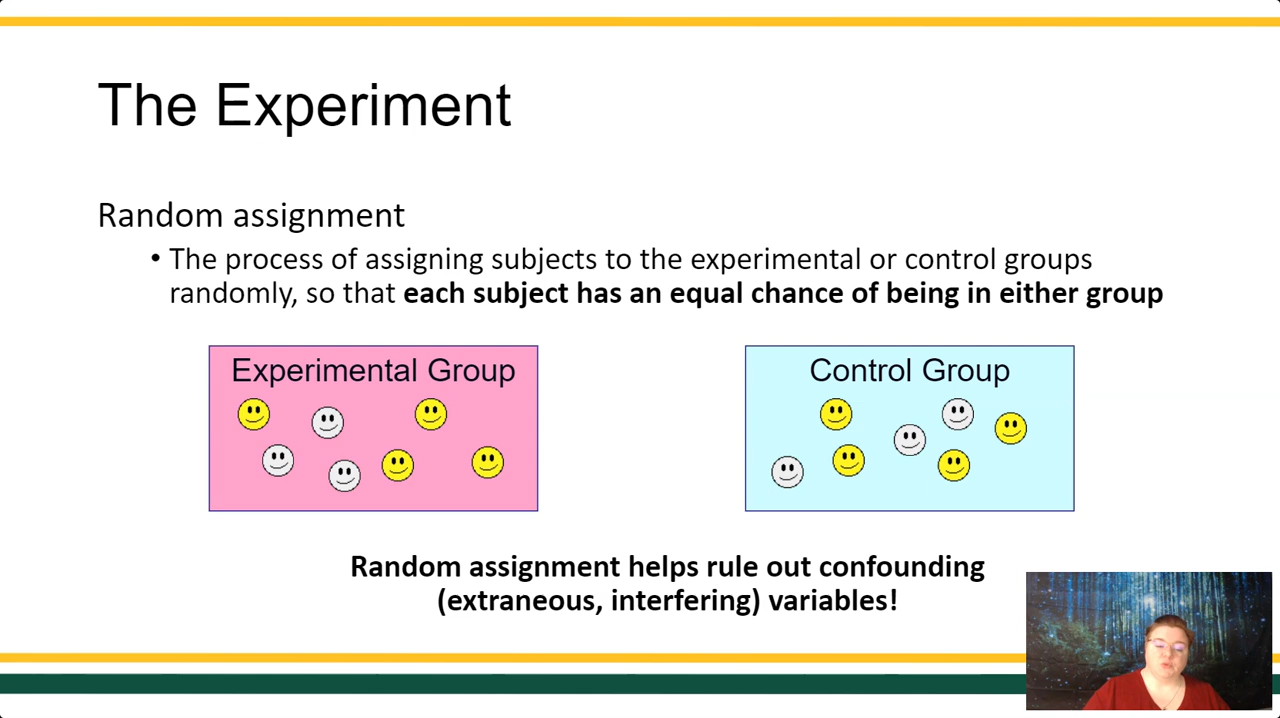 The Experiment
Random assignment
• The process of assigning subjects to the experimental or control groups
randomly, so that each subject has an equal chance of being in either group
Experimental Group
Control Group
Random assignment helps rule out confounding
(extraneous, interfering) variables!